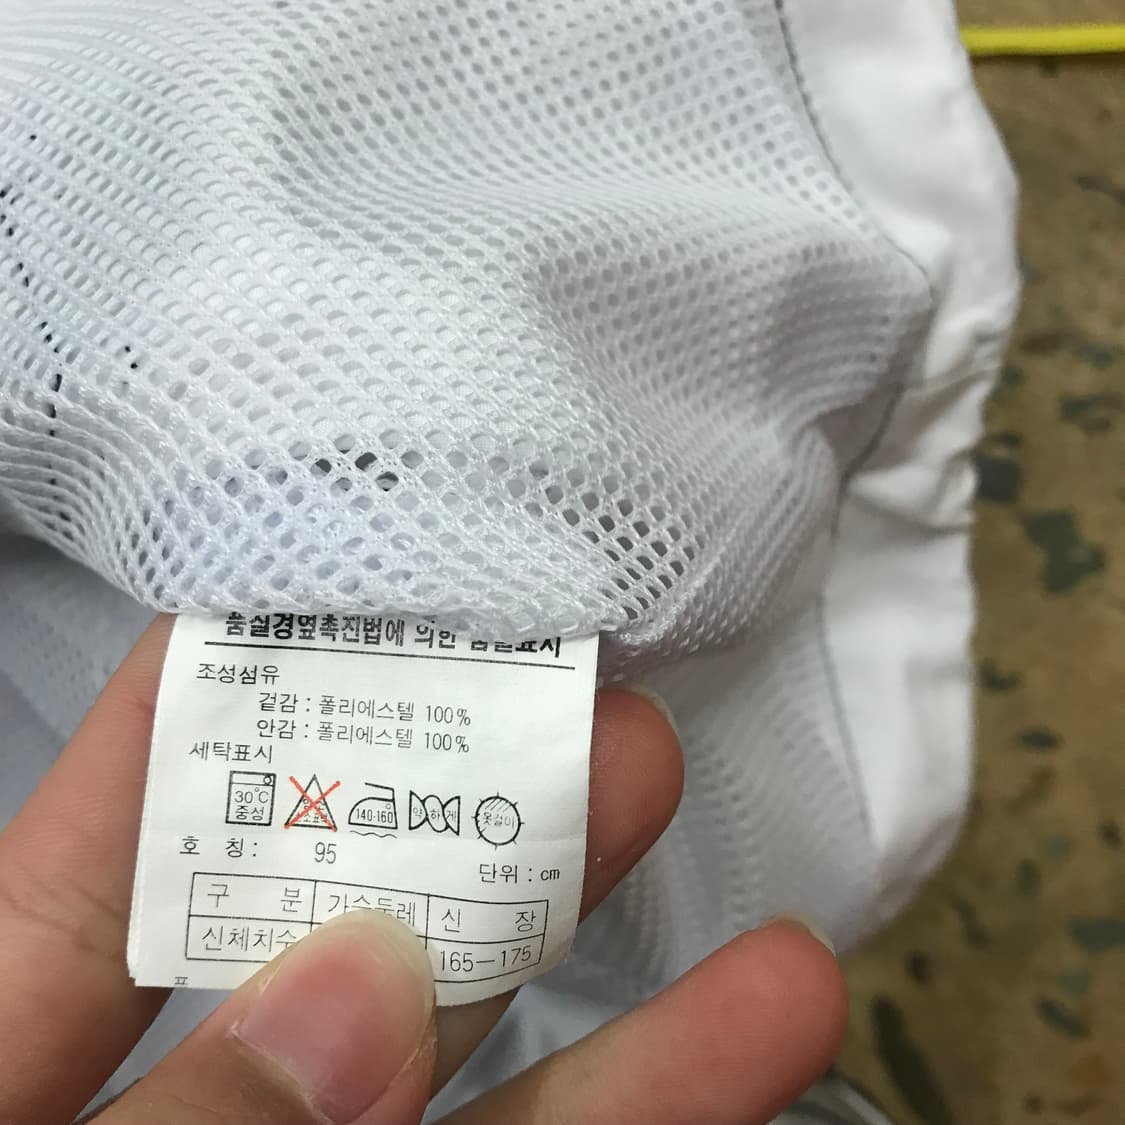 품질경영촉진법에 의한 품질표시
조성섬유
겉감 : 폴리에스텔 100%
안감 : 폴리에스텔 100%
세탁표시
30°C
중성
140-160
약하게
옷걸이
호 칭 : 95
단위 : cm
구 분 가슴둘레 신 장
신체치수 165-175